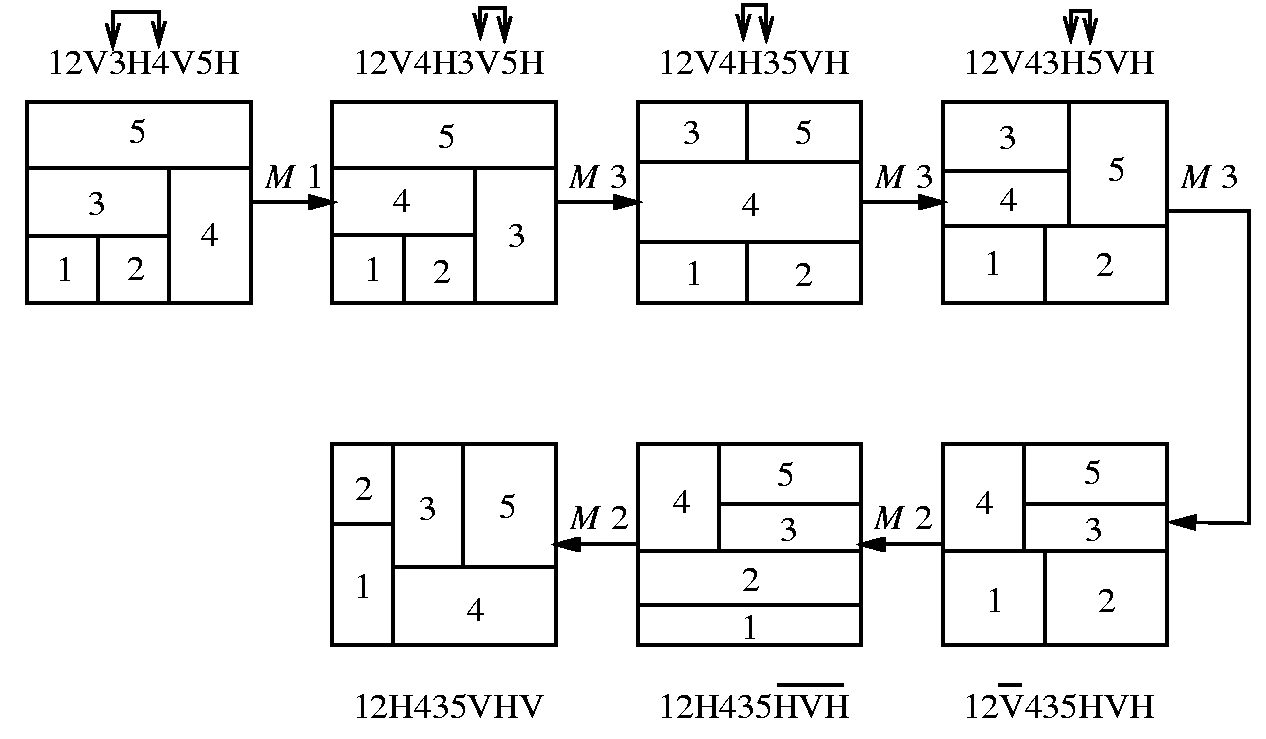 12V3H4V5H 12V4H3V5H 12V4H35VH 12V43H5VH
5 5 3 5 3 5
M 1 M 3 M 3 M 3
3 4 4 4 3 4
1 2 1 2 1 2 1 2
2 3 5 4 5 4 5
M 2 M 2
3 3
1 4 2 1 2
1
12H435VHV 12H435HVH 12V435HVH